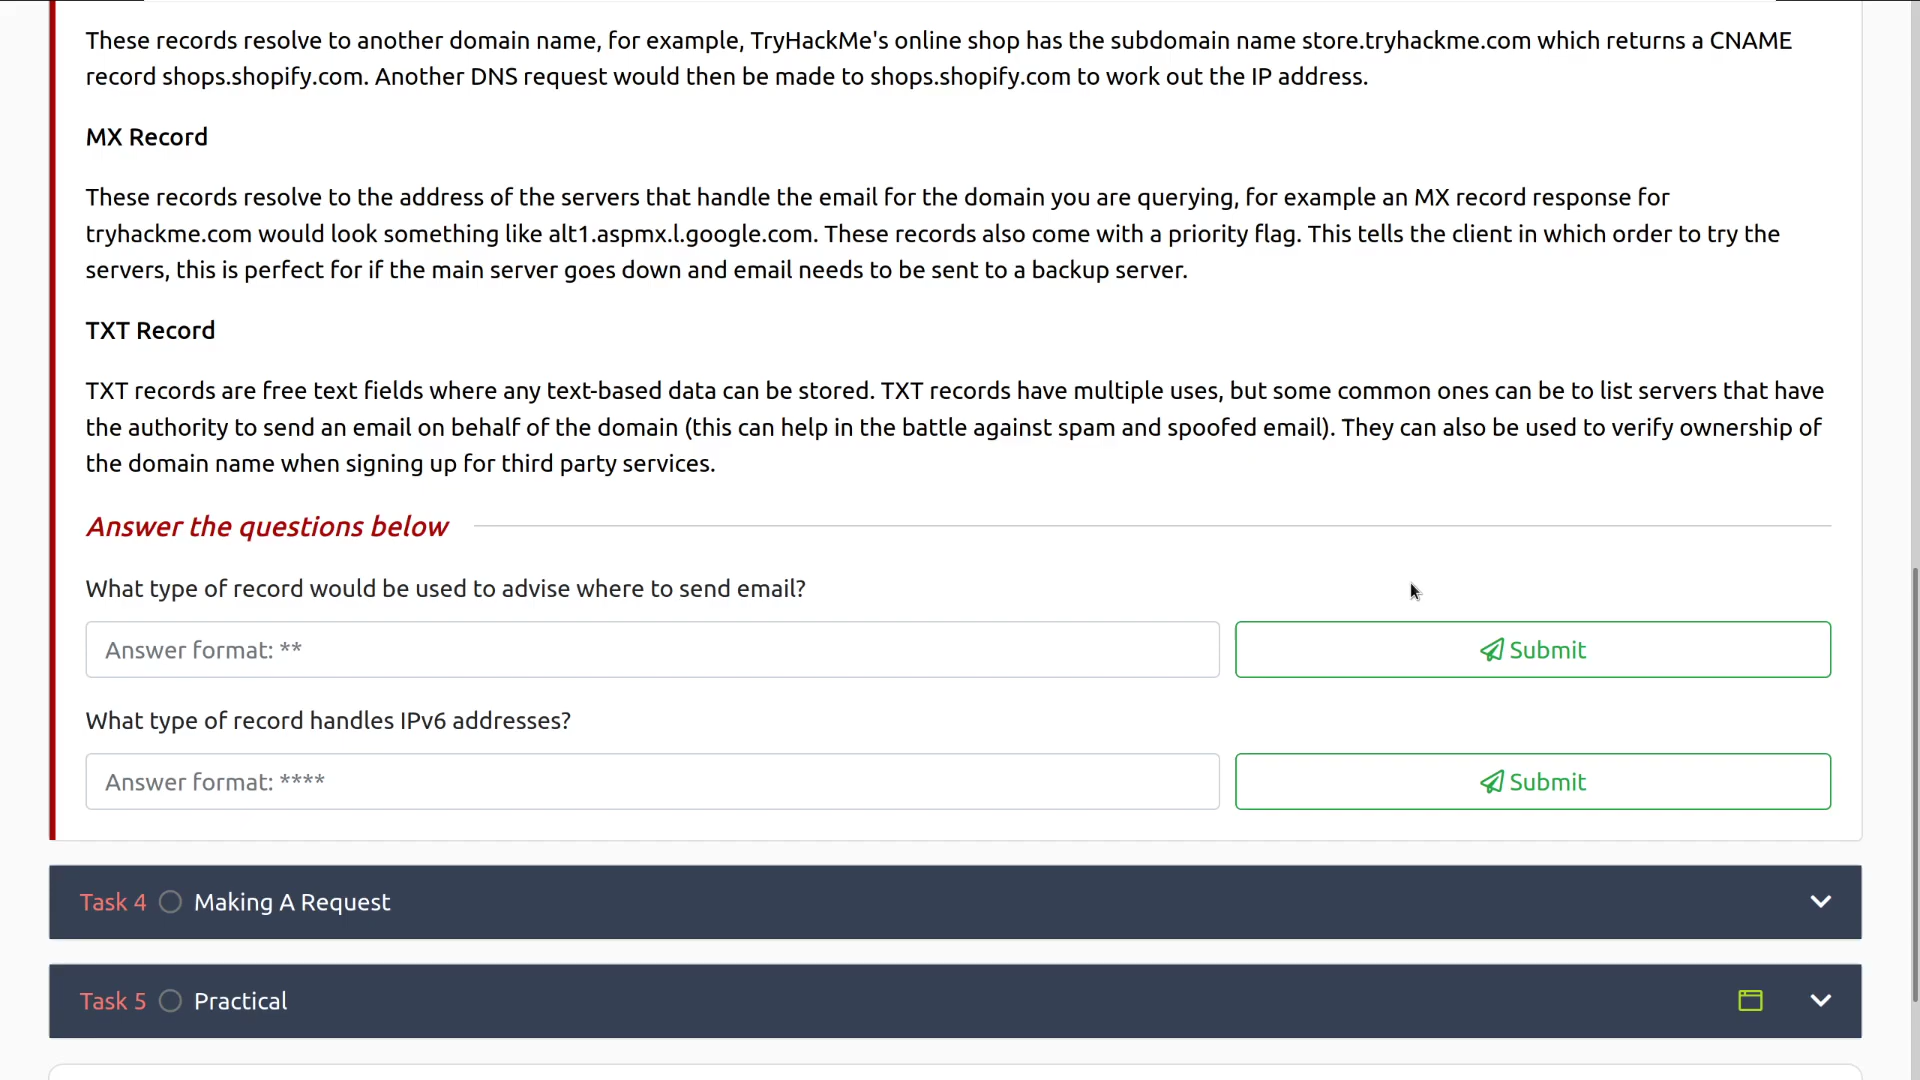 These records resolve to another domain name, for example, TryHackMe's online shop has the subdomain name store.tryhackme.com which returns a CNAME
record shops.shopify.com. Another DNS request would then be made to shops.shopify.com to work out the IP address.
MX Record
These records resolve to the address of the servers that handle the email for the domain you are querying, for example an MX record response for
tryhackme.com would look something like alt1.aspmx.l.google.com. These records also come with a priority flag. This tells the client in which order to try the
servers, this is perfect for if the main server goes down and email needs to be sent to a backup server.
TXT Record
TXT records are free text fields where any text-based data can be stored. TXT records have multiple uses, but some common ones can be to list servers that have
the authority to send an email on behalf of the domain (this can help in the battle against spam and spoofed email). They can also be used to verify ownership of
the domain name when signing up for third party services.
Answer the questions below
What type of record would be used to advise where to send email?
Answer format: **
Submit
What type of record handles IPv6 addresses?
Answer format: ****
Submit
Task 4 Making A Request
Task 5 Practical